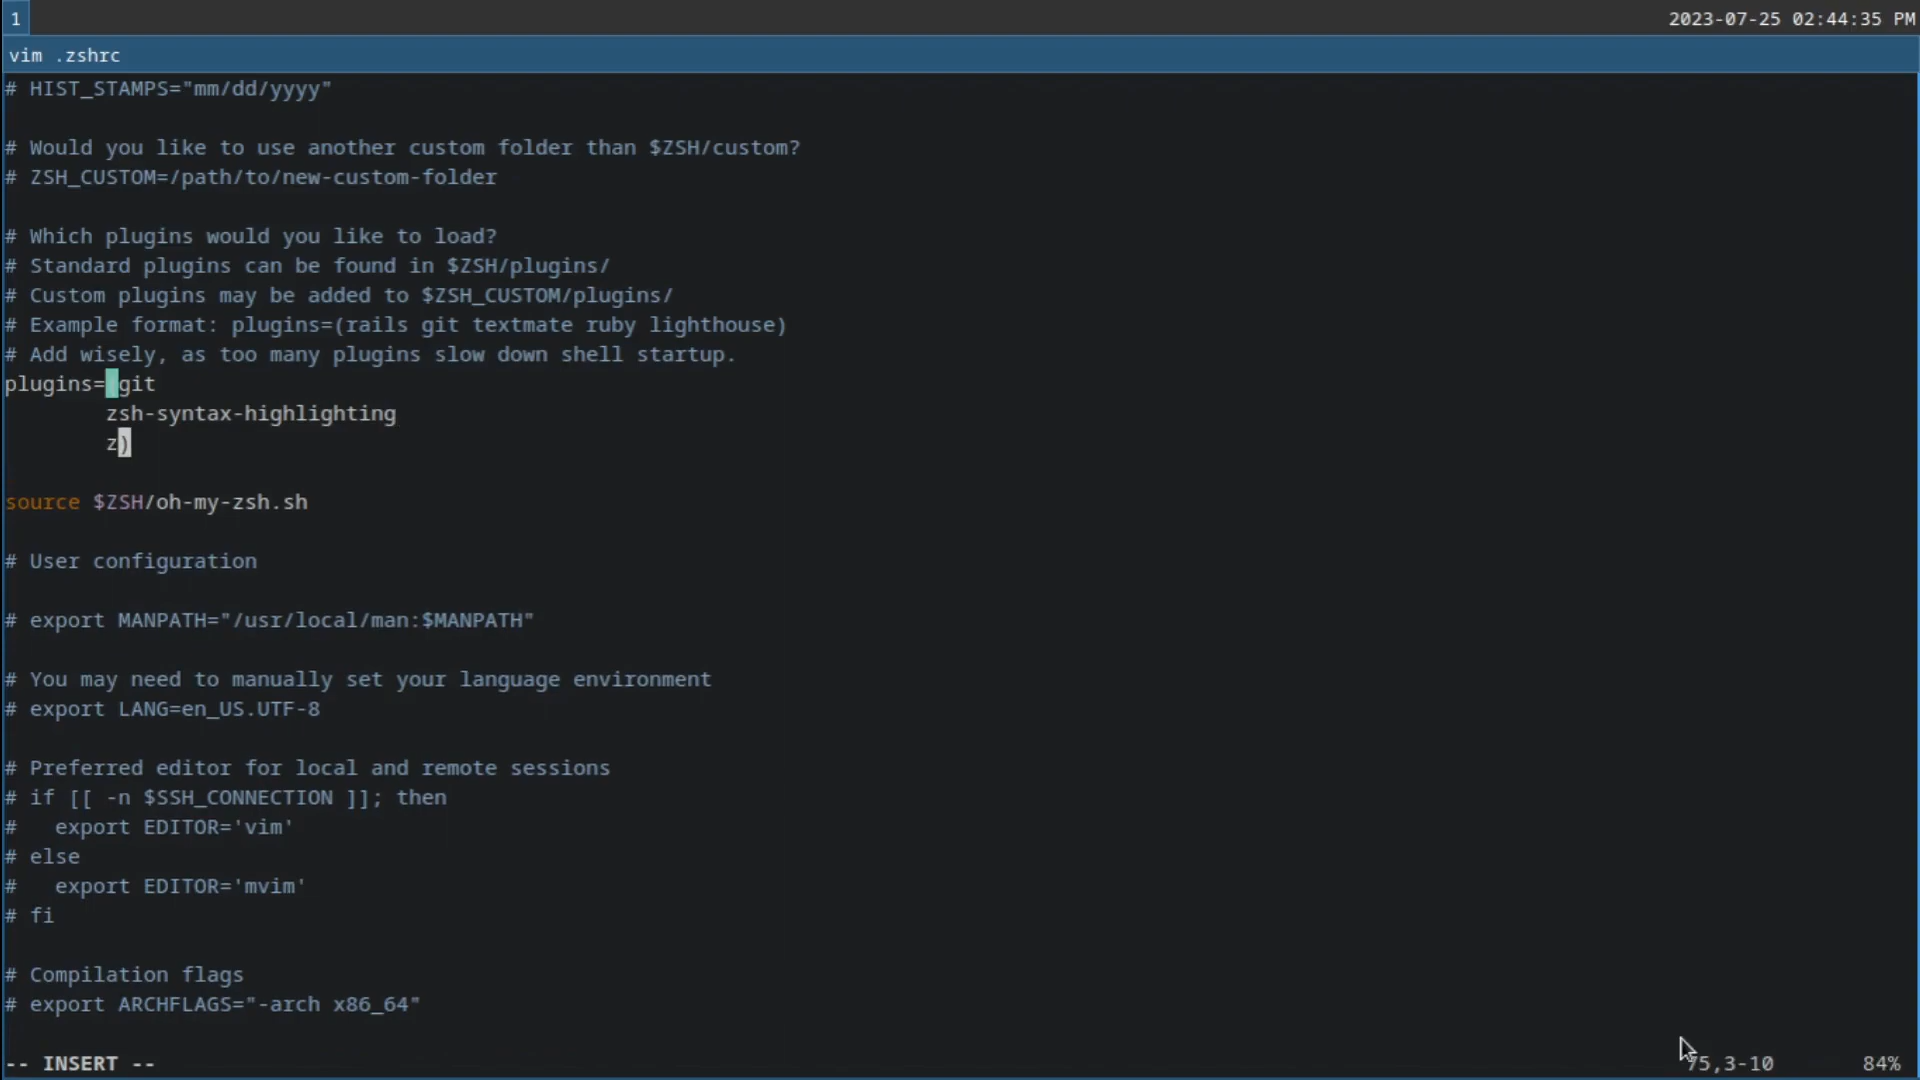 1
2023-07-25 02:44:35 PM
vim .zshrc
# HIST_STAMPS="mm/dd/yyyy"
# Would you like to use another custom folder than $ZSH/custom?
# ZSH_CUSTOM=/path/to/new-custom-folder
# Which plugins would you like to load?
# Standard plugins can be found in $ZSH/plugins/
# Custom plugins may be added to $ZSH_CUSTOM/plugins/
# Example format: plugins=(rails git textmate ruby lighthouse)
# Add wisely, as too many plugins slow down shell startup.
plugins=(git
zsh-syntax-highlighting
z)
source $ZSH/oh-my-zsh.sh
# User configuration
# export MANPATH="/usr/local/man:$MANPATH"
# You may need to manually set your language environment
# export LANG=en_US.UTF-8
# Preferred editor for local and remote sessions
# if [[ -n $SSH_CONNECTION ]]; then
#   export EDITOR='vim'
# else
#   export EDITOR='mvim'
# fi
# Compilation flags
# export ARCHFLAGS="-arch x86_64"
-- INSERT --
75,3-10
84%